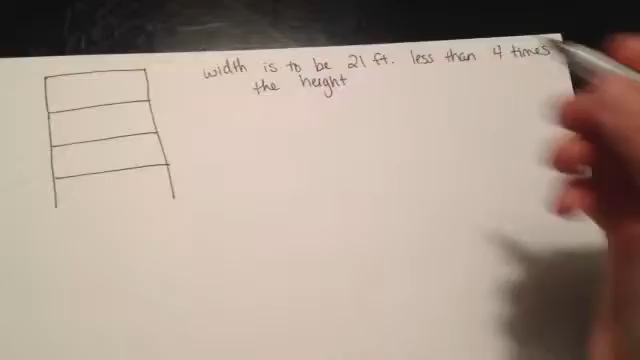 width is to be 21 ft. less than 4 times
the height